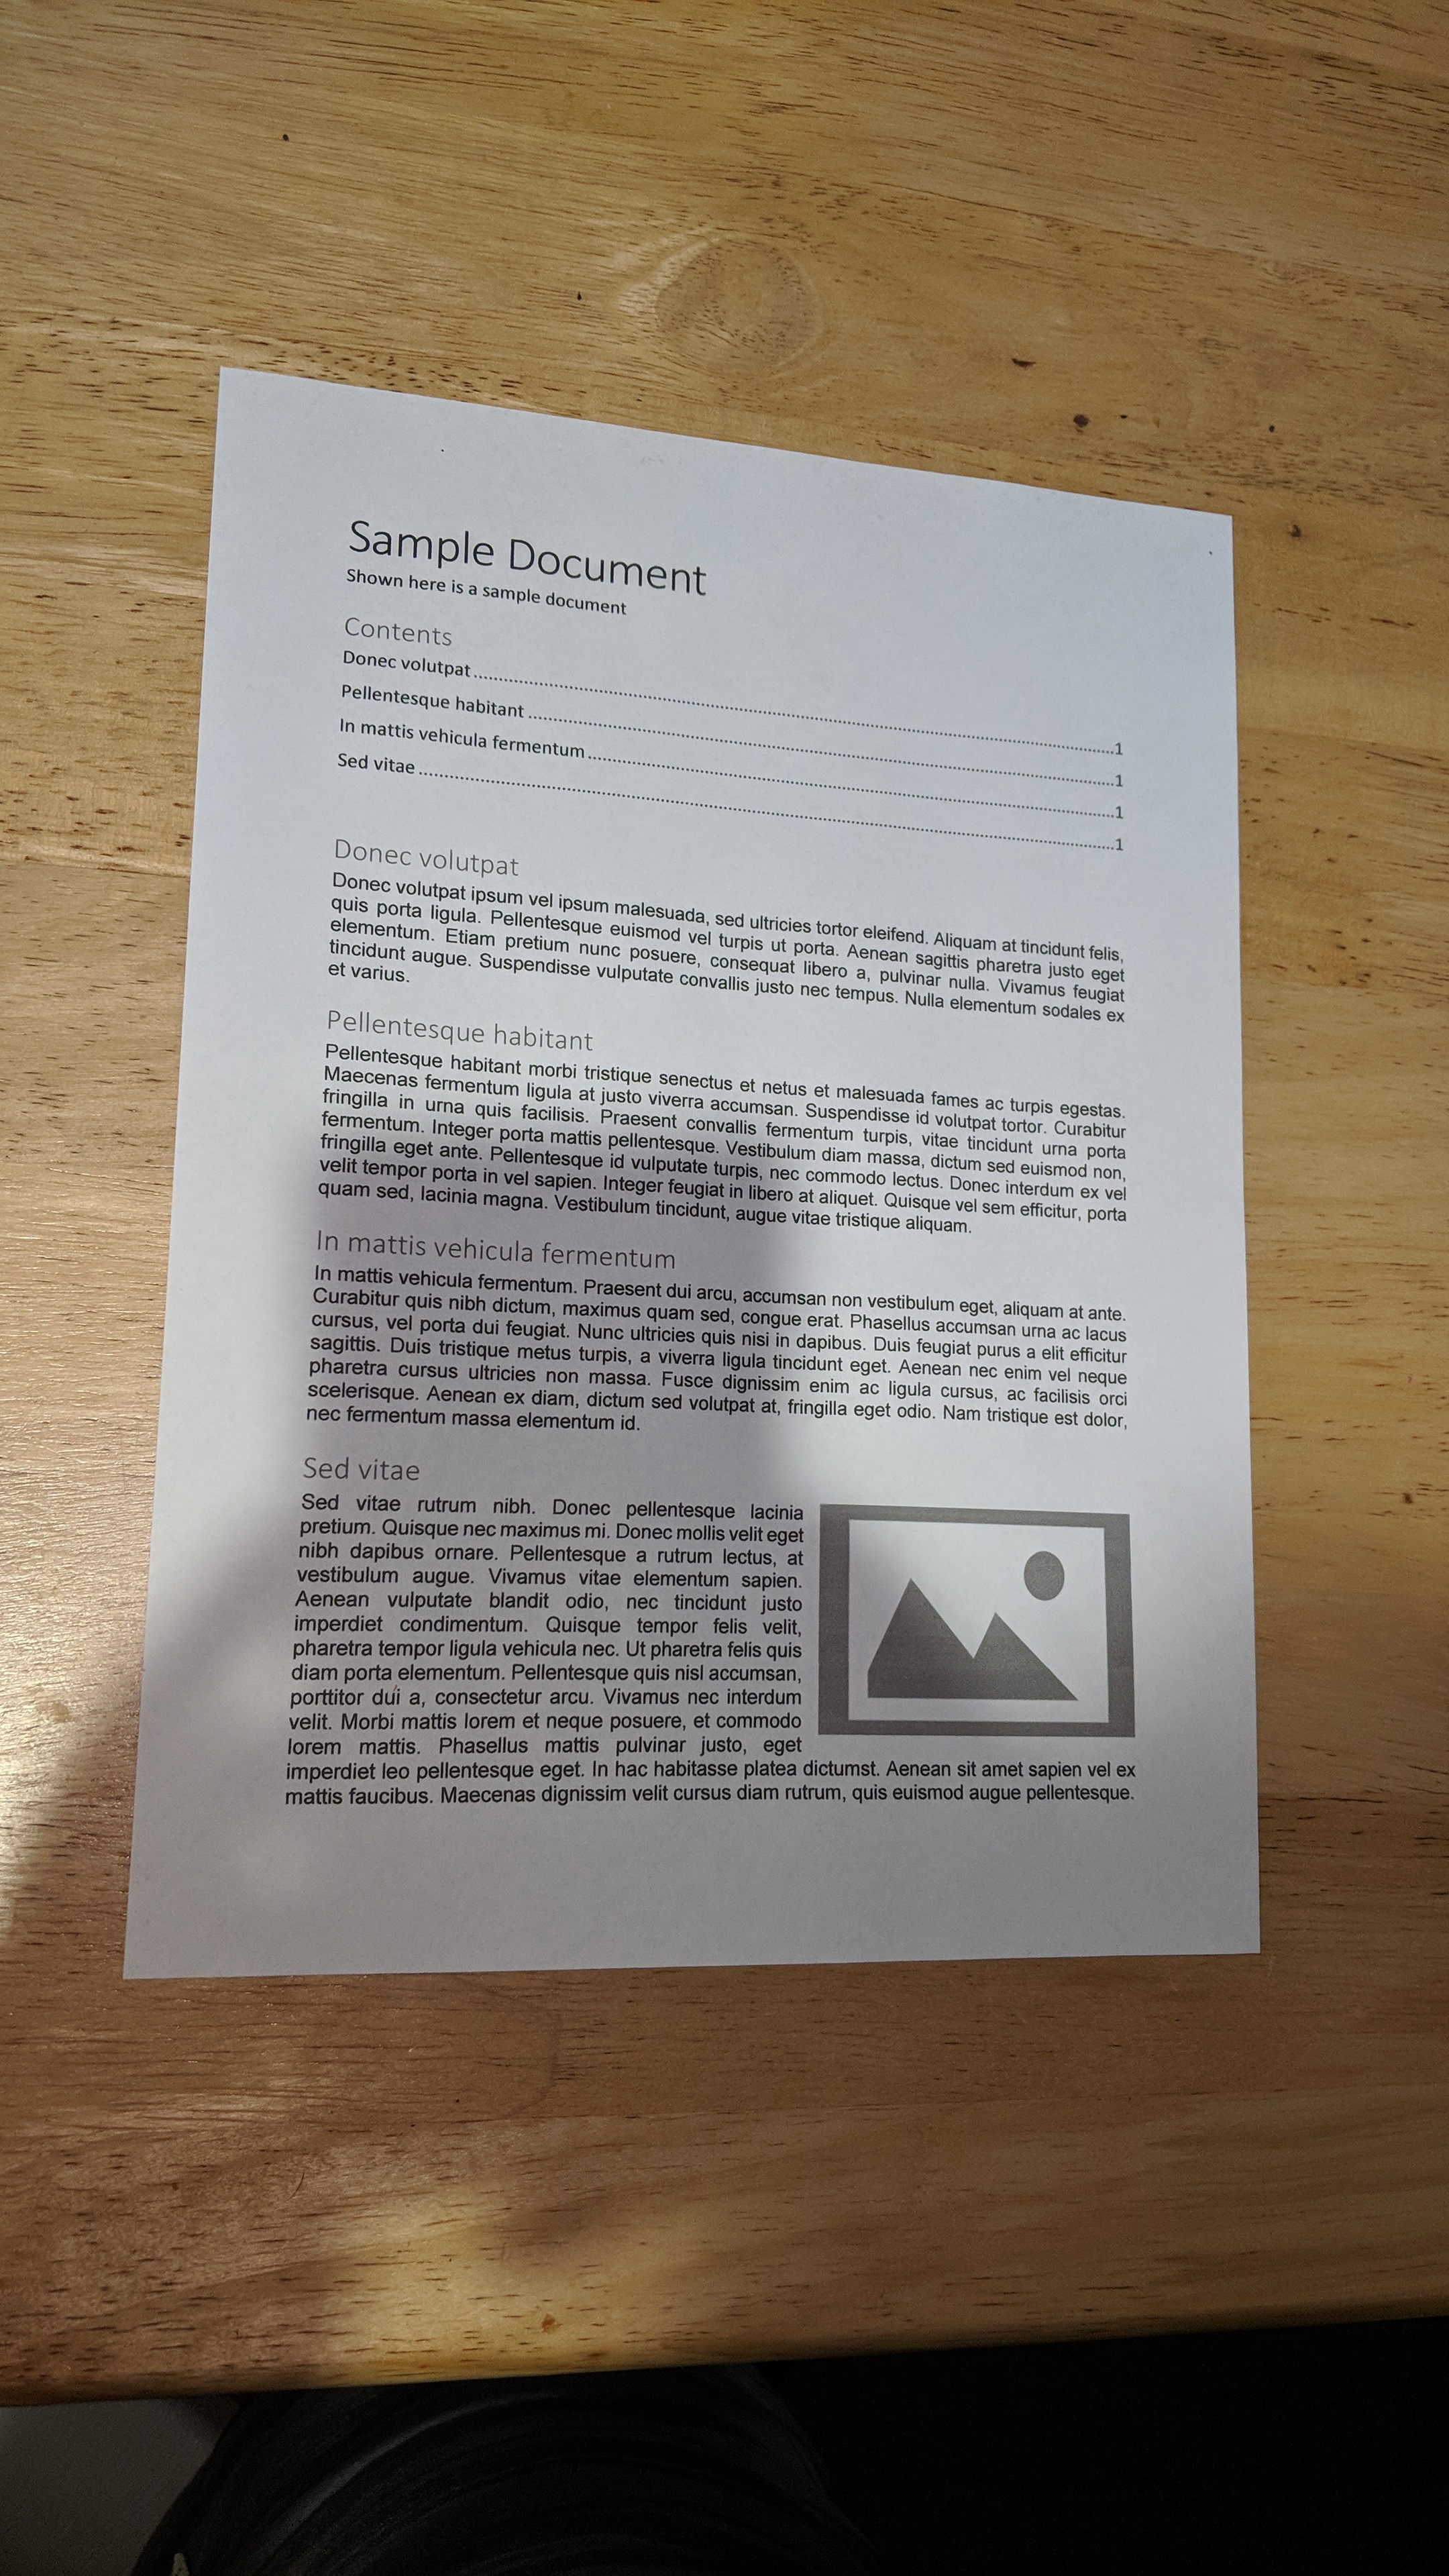 Sample Document
Shown here is a sample document
Contents
Donec volutpat 1
Pellentesque habitant 1
In mattis vehicula fermentum 1
Sed vitae 1
Donec volutpat
Donec volutpat ipsum vel ipsum malesuada, sed ultricies tortor eleifend. Aliquam at tincidunt felis,
quis porta ligula. Pellentesque euismod vel turpis ut porta. Aenean sagittis pharetra justo eget
elementum. Etiam pretium nunc posuere, consequat libero a, pulvinar nulla. Vivamus feugiat
tincidunt augue. Suspendisse vulputate convallis justo nec tempus. Nulla elementum sodales ex
et varius.
Pellentesque habitant
Pellentesque habitant morbi tristique senectus et netus et malesuada fames ac turpis egestas.
Maecenas fermentum ligula at justo viverra accumsan. Suspendisse id volutpat tortor. Curabitur
fringilla in urna quis facilisis. Praesent convallis fermentum turpis, vitae tincidunt urna porta
fermentum. Integer porta mattis pellentesque. Vestibulum diam massa, dictum sed euismod non,
fringilla eget ante. Pellentesque id vulputate turpis, nec commodo lectus. Donec interdum ex vel
velit tempor porta in vel sapien. Integer feugiat in libero at aliquet. Quisque vel sem efficitur, porta
quam sed, lacinia magna. Vestibulum tincidunt, augue vitae tristique aliquam.
In mattis vehicula fermentum
In mattis vehicula fermentum. Praesent dui arcu, accumsan non vestibulum eget, aliquam at ante.
Curabitur quis nibh dictum, maximus quam sed, congue erat. Phasellus accumsan urna ac lacus
cursus, vel porta dui feugiat. Nunc ultricies quis nisi in dapibus. Duis feugiat purus a elit efficitur
sagittis. Duis tristique metus turpis, a viverra ligula tincidunt eget. Aenean nec enim vel neque
pharetra cursus ultricies non massa. Fusce dignissim enim ac ligula cursus, ac facilisis orci
scelerisque. Aenean ex diam, dictum sed volutpat at, fringilla eget odio. Nam tristique est dolor,
nec fermentum massa elementum id.
Sed vitae
Sed vitae rutrum nibh. Donec pellentesque lacinia
pretium. Quisque nec maximus mi. Donec mollis velit eget
nibh dapibus ornare. Pellentesque a rutrum lectus, at
vestibulum augue. Vivamus vitae elementum sapien.
Aenean vulputate blandit odio, nec tincidunt justo
imperdiet condimentum. Quisque tempor felis velit,
pharetra tempor ligula vehicula nec. Ut pharetra felis quis
diam porta elementum. Pellentesque quis nisl accumsan,
porttitor dui a, consectetur arcu. Vivamus nec interdum
velit. Morbi mattis lorem et neque posuere, et commodo
lorem mattis. Phasellus mattis pulvinar justo, eget
imperdiet leo pellentesque eget. In hac habitasse platea dictumst. Aenean sit amet sapien vel ex
mattis faucibus. Maecenas dignissim velit cursus diam rutrum, quis euismod augue pellentesque.